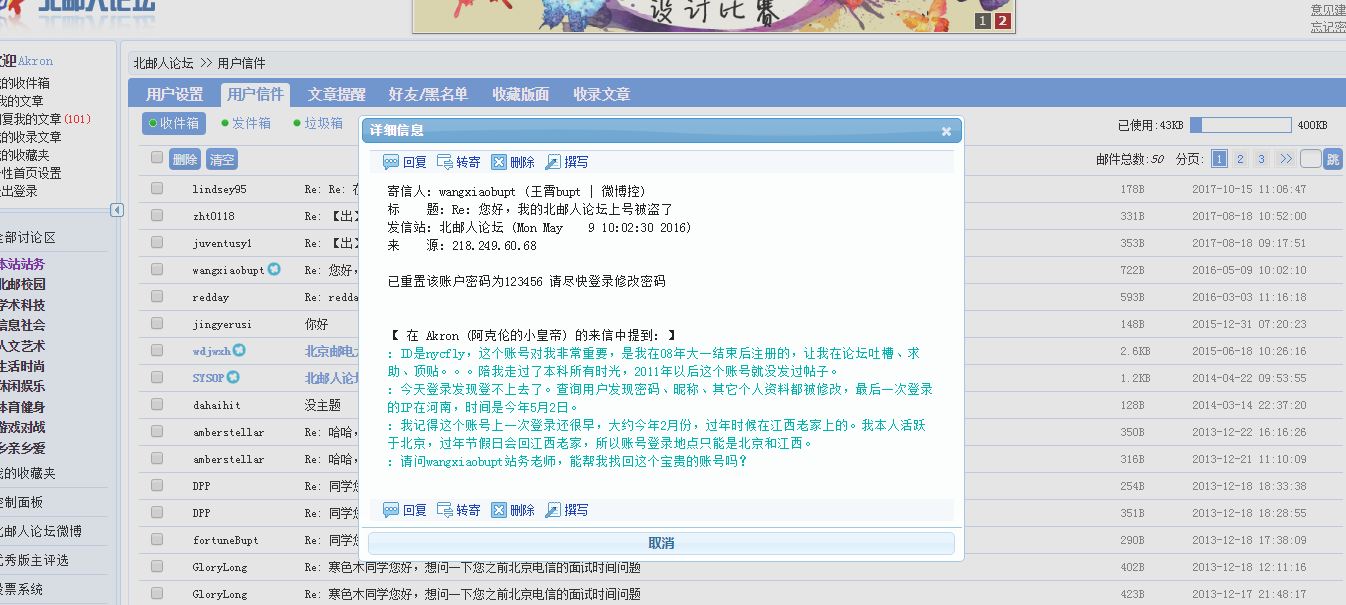 北邮人论坛
设计比赛
1 2
意见建
忘记密
欢迎Akron
我的收件箱
我的文章
回复我的文章(101)
我的收录文章
我的收藏夹
个性首页设置
退出登录
全部讨论区
本站站务
北邮校园
学术科技
信息社会
人文艺术
生活时尚
休闲娱乐
体育健身
游戏对战
乡亲乡爱
我的收藏夹
控制面板
北邮人论坛微博
优秀版主评选
投票系统
北邮人论坛 >> 用户信件
用户设置 用户信件 文章提醒 好友/黑名单 收藏版面 收录文章
收件箱 发件箱 垃圾箱
已使用:43KB 400KB
删除 清空
邮件总数:50 分页: 1 2 3 >> 跳
lindsey95 Re: Re: 在 178B 2017-10-15 11:06:47
zht0118 Re: 【出】 331B 2017-08-18 10:52:00
juventusyl Re: 【出】 353B 2017-08-18 09:17:51
wangxiaobupt Re: 您好， 722B 2016-05-09 10:02:10
redday Re: redda 593B 2016-03-03 11:16:18
jingyerusi 你好 148B 2015-12-31 07:20:23
wdjwxh 北京邮电大 2.6KB 2015-06-18 10:26:16
SYSOP 北邮人论坛 1.2KB 2014-04-22 09:53:55
dahaihit 没主题 128B 2014-03-14 22:37:20
amberstellar Re: 哈哈， 350B 2013-12-22 16:16:26
amberstellar Re: 哈哈， 316B 2013-12-21 11:10:09
DPP Re: 同学您 254B 2013-12-18 18:33:38
DPP Re: 同学您 351B 2013-12-18 18:28:55
fortuneBupt Re: 同学您 290B 2013-12-18 17:38:09
GloryLong Re: 寒色木同学您好，想问一下您之前北京电信的面试时间问题 402B 2013-12-18 12:11:16
GloryLong Re: 寒色木同学您好，想问一下您之前北京电信的面试时间问题 423B 2013-12-17 21:48:17
详细信息
回复 转寄 删除 撰写
寄信人: wangxiaobupt (王霄bupt | 微博控)
标 题: Re: 您好，我的北邮人论坛上号被盗了
发信站: 北邮人论坛 (Mon May 9 10:02:30 2016)
来 源: 218.249.60.68
已重置该账户密码为123456 请尽快登录修改密码
【 在 Akron (阿克伦的小皇帝) 的来信中提到: 】
: ID是nycfly，这个账号对我非常重要，是我在08年大一结束后注册的，让我在论坛吐槽、求
助、顶贴。。。陪我走过了本科所有时光，2011年以后这个账号就没发过帖子。
: 今天登录发现登不上去了。查询用户发现密码、昵称、其它个人资料都被修改，最后一次登录
的IP在河南，时间是今年5月2日。
: 我记得这个账号上一次登录还很早，大约今年2月份，过年时候在江西老家上的。我本人活跃
于北京，过年节假日会回江西老家，所以账号登录地点只能是北京和江西。
: 请问wangxiaobupt站务老师，能帮我找回这个宝贵的账号吗？
回复 转寄 删除 撰写
取消